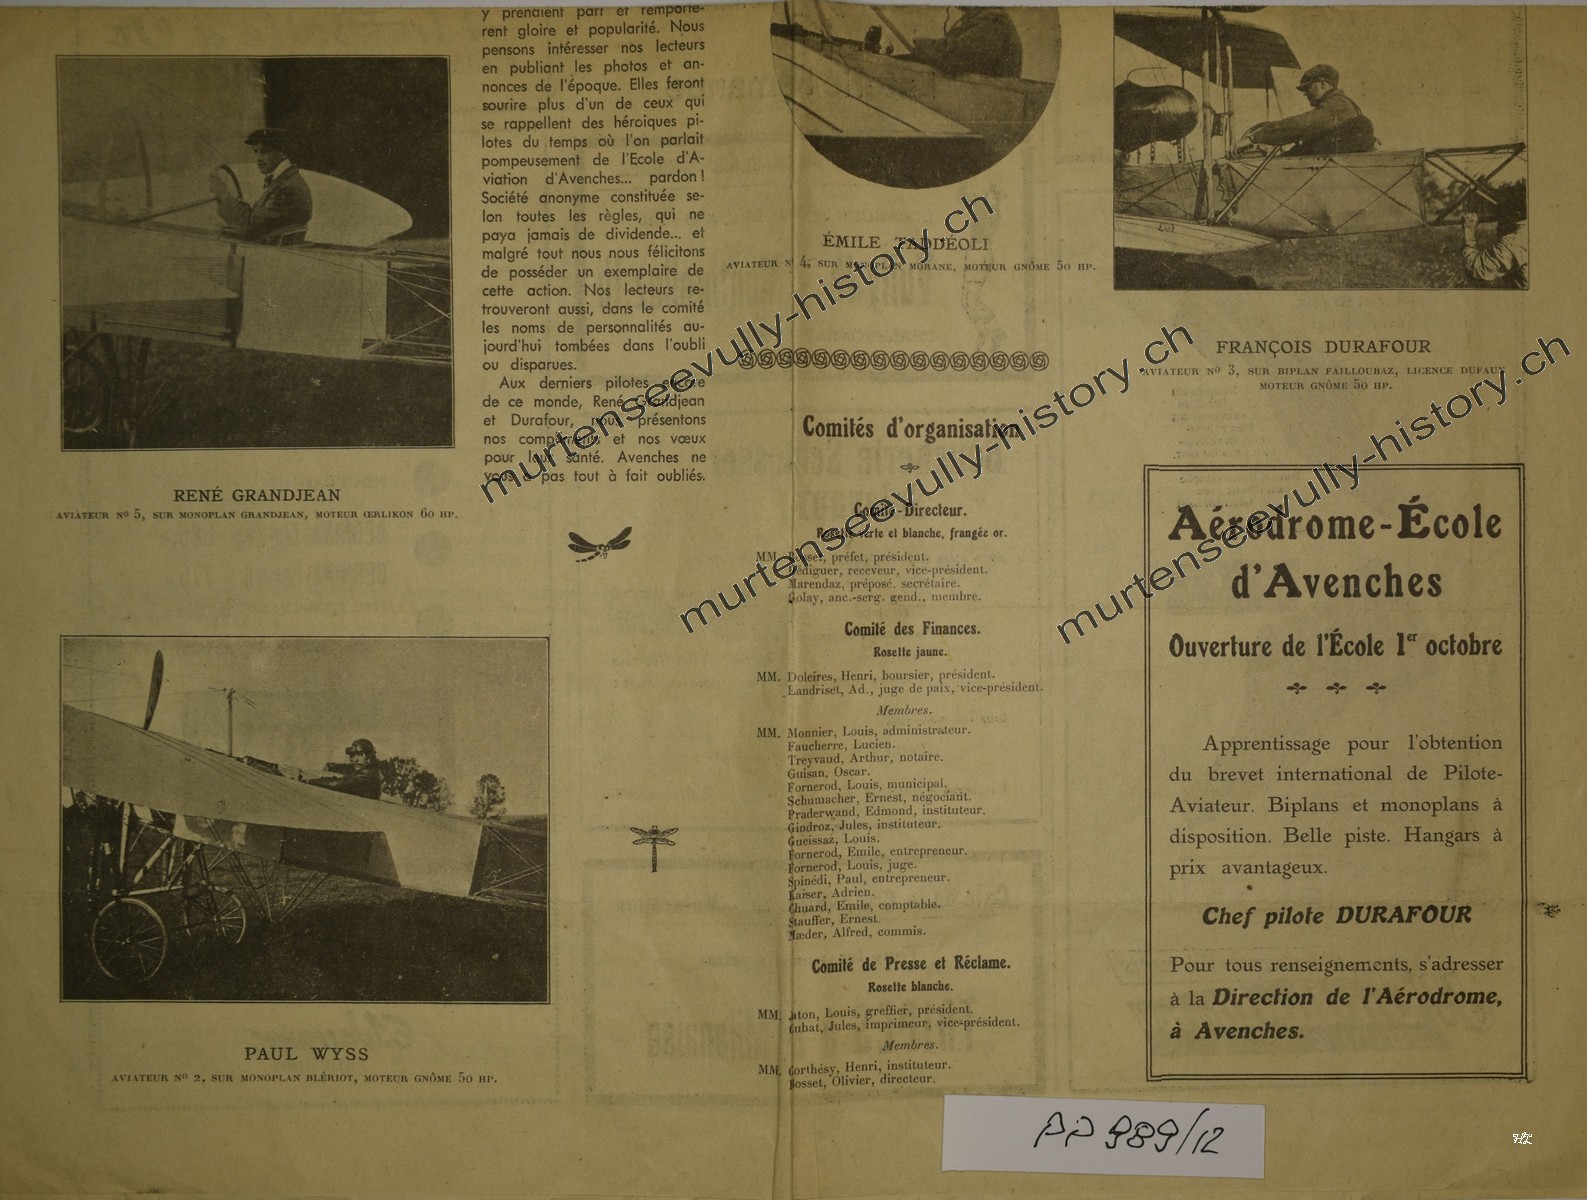 y prenaient part et remportè-
rent gloire et popularité. Nous
pensons intéresser nos lecteurs
en publiant les photos et an-
nonces de l'époque. Elles feront
sourire plus d'un de ceux qui
se rappellent des héroïques pi-
lotes du temps où l'on parlait
pompeusement de l'Ecole d'A-
viation d'Avenches... pardon!
Société anonyme constituée se-
lon toutes les règles, qui ne
paya jamais de dividende... et
malgré tout nous nous félicitons
de posséder un exemplaire de
cette action. Nos lecteurs re-
trouveront aussi, dans le comité
les noms de personnalités au-
jourd'hui tombées dans l'oubli
ou disparues.
Aux derniers pilotes encore
de ce monde, René Grandjean
et Durafour, nous présentons
nos compliments et nos vœux
pour leur santé. Avenches ne
vous a pas tout à fait oubliés.
RENÉ GRANDJEAN
AVIATEUR Nº 5, SUR MONOPLAN GRANDJEAN, MOTEUR ŒRLIKON 60 HP.
PAUL WYSS
AVIATEUR Nº 2, SUR MONOPLAN BLÉRIOT, MOTEUR GNÔME 50 HP.
ÉMILE TADDÉOLI
AVIATEUR Nº 4, SUR MONOPLAN MORANE, MOTEUR GNÔME 50 HP.
Comités d'organisation
Comité-Directeur.
Rosette verte et blanche, frangée or.
MM. Bosset, préfet, président.
Rédiguer, receveur, vice-président.
Marendaz, préposé, secrétaire.
Golay, anc.-serg. gend., membre.
Comité des Finances.
Rosette jaune.
MM. Doleires, Henri, boursier, président.
Landriset, Ad., juge de paix, vice-président.
Membres.
MM. Monnier, Louis, administrateur.
Faucherre, Lucien.
Treyvaud, Arthur, notaire.
Guisan, Oscar.
Fornerod, Louis, municipal.
Schumacher, Ernest, négociant.
Praderwand, Edmond, instituteur.
Gindroz, Jules, instituteur.
Gueissaz, Louis.
Fornerod, Emile, entrepreneur.
Fornerod, Louis, juge.
Spinédi, Paul, entrepreneur.
Kaiser, Adrien.
Chuard, Emile, comptable.
Stauffer, Ernest.
Mæder, Alfred, commis.
Comité de Presse et Réclame.
Rosette blanche.
MM. Jaton, Louis, greffier, président.
Cuhat, Jules, imprimeur, vice-président.
Membres.
MM. Corthésy, Henri, instituteur.
Bosset, Olivier, directeur.
FRANÇOIS DURAFOUR
AVIATEUR Nº 3, SUR BIPLAN FAILLOUBAZ, LICENCE DUFAUX
MOTEUR GNÔME 50 HP.
Aérodrome-École
d'Avenches
Ouverture de l'École 1er octobre
Apprentissage pour l'obtention
du brevet international de Pilote-
Aviateur. Biplans et monoplans à
disposition. Belle piste. Hangars à
prix avantageux.
Chef pilote DURAFOUR
Pour tous renseignements, s'adresser
à la Direction de l'Aérodrome,
à Avenches.
PP 989/12
murtenseevully-history.ch
murtenseevully-history.ch
murtenseevully-history.ch